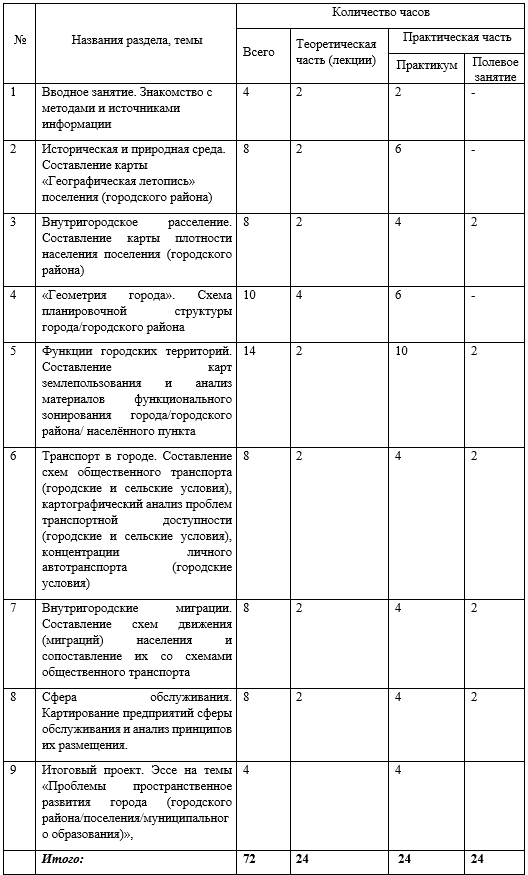 №
Названия раздела, темы
Количество часов
Всего
Теоретическая
часть (лекции)
Практическая часть
Практикум
Полевое
занятие
1
Вводное занятие. Знакомство с
методами и источниками
информации
4
2
2
-
2
Историческая и природная среда.
Составление карты
«Географическая летопись»
поселения (городского района)
8
2
6
-
3
Внутригородское расселение.
Составление карты плотности
населения поселения (городского
района)
8
2
4
2
4
«Геометрия города». Схема
планировочной структуры
города/городского района
10
4
6
-
5
Функции городских территорий.
Составление карт
землепользования и анализ
материалов функционального
зонирования города/городского
района/ населённого пункта
14
2
10
2
6
Транспорт в городе. Составление
схем общественного транспорта
(городские и сельские условия),
картографический анализ проблем
транспортной доступности
(городские и сельские условия),
концентрации личного
автотранспорта (городские
условия)
8
2
4
2
7
Внутригородские миграции.
Составление схем движения
(миграций) населения и
сопоставление их со схемами
общественного транспорта
8
2
4
2
8
Сфера обслуживания.
Картирование предприятий сферы
обслуживания и анализ принципов
их размещения.
8
2
4
2
9
Итоговый проект. Эссе на темы
«Проблемы пространственное
развития города (городского
района/поселения/муниципальног
о образования)»,
4
4
Итого:
72
24
24
24